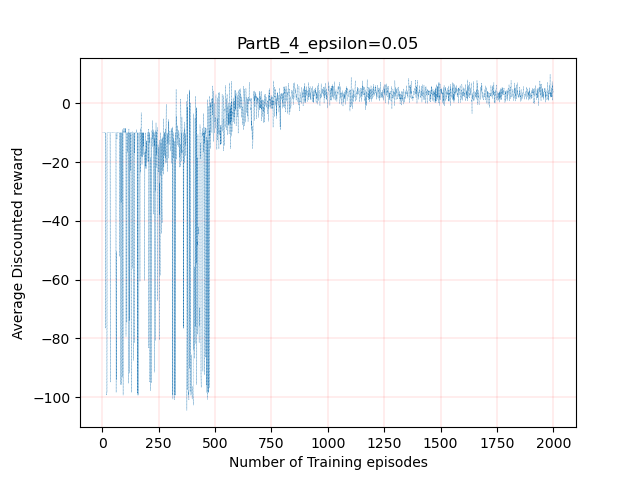 PartB_4_epsilon=0.05
Average Discounted reward
0
−20
−40
−60
−80
−100
0 250 500 750 1000 1250 1500 1750 2000
Number of Training episodes